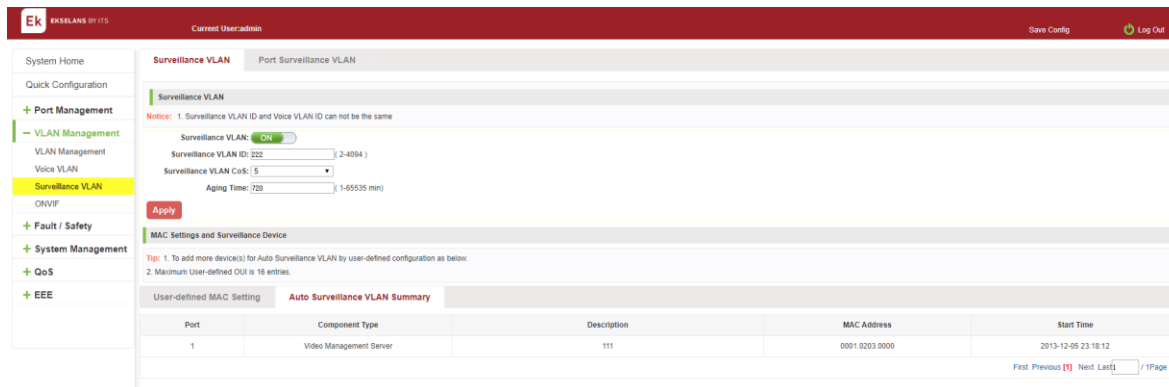 Ek EKSELANS BY ITS
Current User:admin
Save Config
Log Out
System Home
Quick Configuration
+ Port Management
− VLAN Management
VLAN Management
Voice VLAN
Surveillance VLAN
ONVIF
+ Fault / Safety
+ System Management
+ QoS
+ EEE
Surveillance VLAN Port Surveillance VLAN
Surveillance VLAN
Notice: 1. Surveillance VLAN ID and Voice VLAN ID can not be the same
Surveillance VLAN: ON
Surveillance VLAN ID: 222 ( 2-4094 )
Surveillance VLAN CoS: 5
Aging Time: 720 ( 1-65535 min)
Apply
MAC Settings and Surveillance Device
Tip: 1. To add more device(s) for Auto Surveillance VLAN by user-defined configuration as below.
2. Maximum User-defined OUI is 16 entries.
User-defined MAC Setting Auto Surveillance VLAN Summary
Port Component Type Description MAC Address Start Time
1 Video Management Server 111 0001.0203.0000 2013-12-05 23:18:12
First Previous [1] Next Last 1 / 1Page